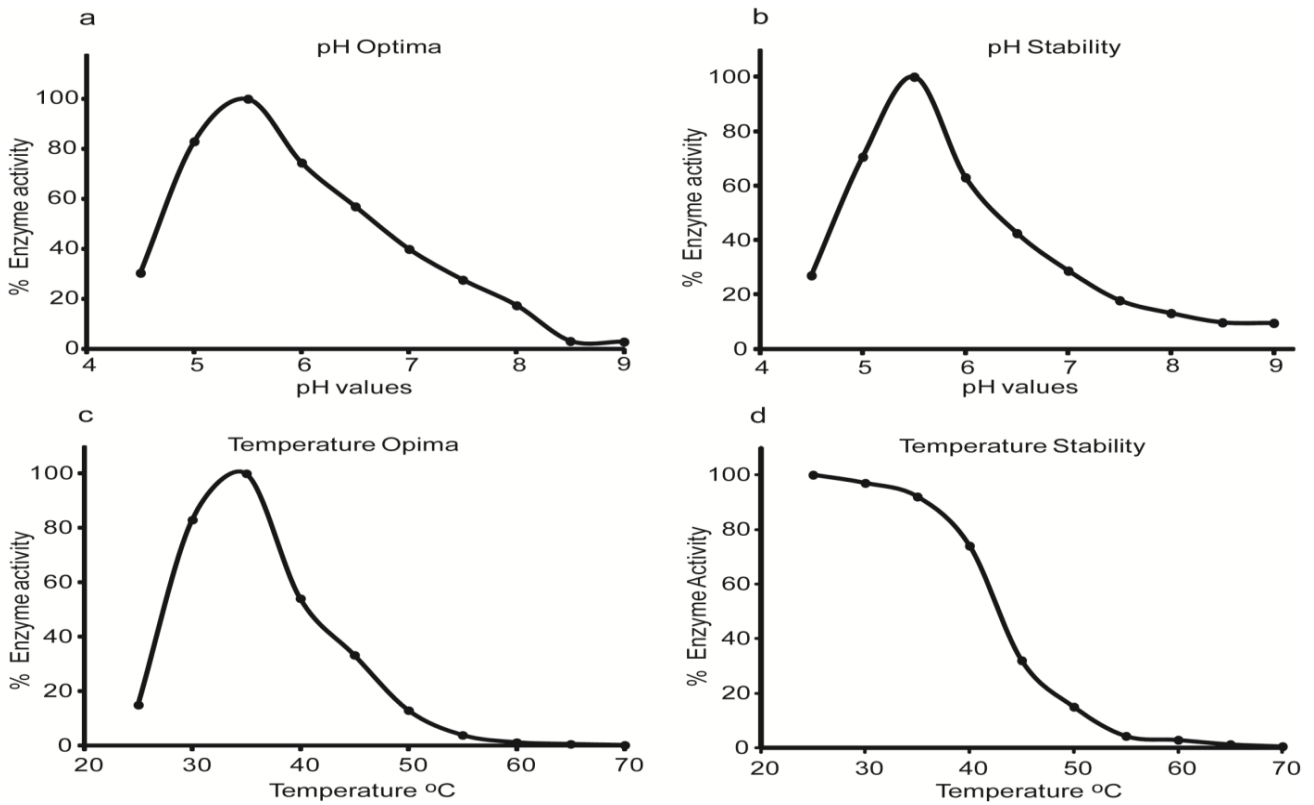 a
pH Optima
100
80
60
40
20
0
% Enzyme activity
4 5 6 7 8 9
pH values
b
pH Stability
100
80
60
40
20
0
% Enzyme activity
4 5 6 7 8 9
pH values
c
Temperature Opima
100
80
60
40
20
0
% Enzyme activity
20 30 40 50 60 70
Temperature ºC
d
Temperature Stability
100
80
60
40
20
0
% Enzyme Activity
20 30 40 50 60 70
Temperature ºC